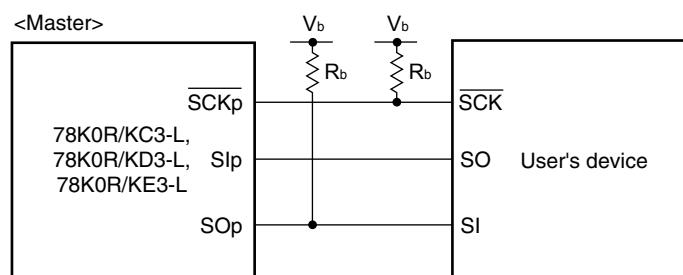 <Master>
Vb
Vb
Rb
Rb
SCKp
SCK
78K0R/KC3-L,
78K0R/KD3-L,
78K0R/KE3-L
SIp
SO
User's device
SOp
SI